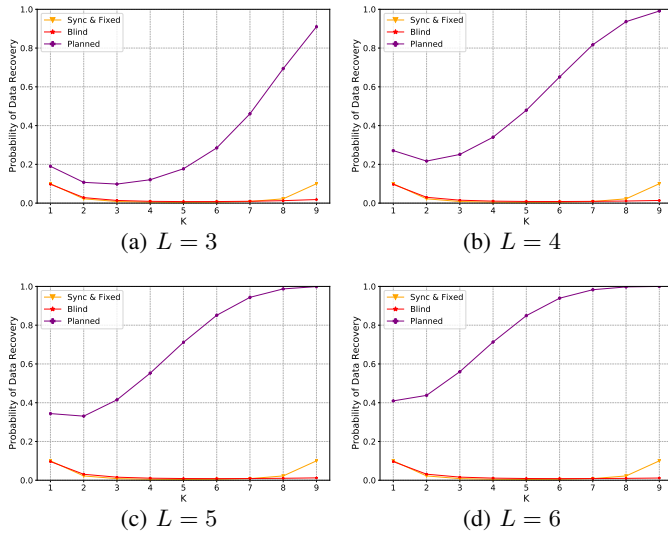 1.0
0.8
0.6
0.4
0.2
0.0
Probability of Data Recovery
Sync & Fixed
Blind
Planned
1 2 3 4 5 6 7 8 9
K
(a) L = 3
1.0
0.8
0.6
0.4
0.2
0.0
Probability of Data Recovery
Sync & Fixed
Blind
Planned
1 2 3 4 5 6 7 8 9
K
(b) L = 4
1.0
0.8
0.6
0.4
0.2
0.0
Probability of Data Recovery
Sync & Fixed
Blind
Planned
1 2 3 4 5 6 7 8 9
K
(c) L = 5
1.0
0.8
0.6
0.4
0.2
0.0
Probability of Data Recovery
Sync & Fixed
Blind
Planned
1 2 3 4 5 6 7 8 9
K
(d) L = 6